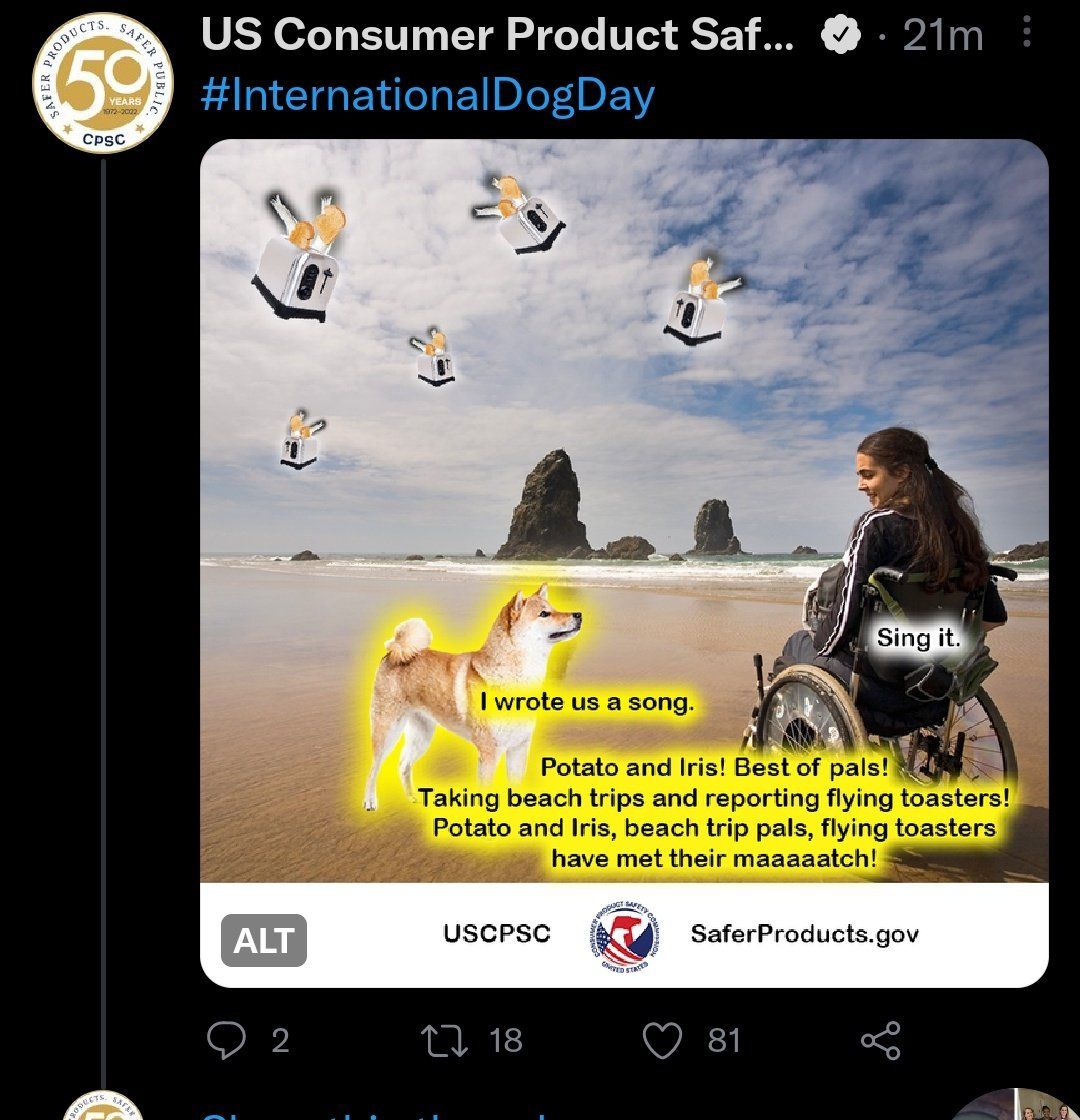 SAFER PRODUCTS. SAFER PUBLIC.
50
YEARS
1972-2022
CPSC
US Consumer Product Saf... · 21m
#InternationalDogDay
Sing it.
I wrote us a song.
Potato and Iris! Best of pals!
Taking beach trips and reporting flying toasters!
Potato and Iris, beach trip pals, flying toasters
have met their maaaaatch!
ALT
USCPSC
CONSUMER PRODUCT SAFETY COMMISSION
UNITED STATES
SaferProducts.gov
2
18
81